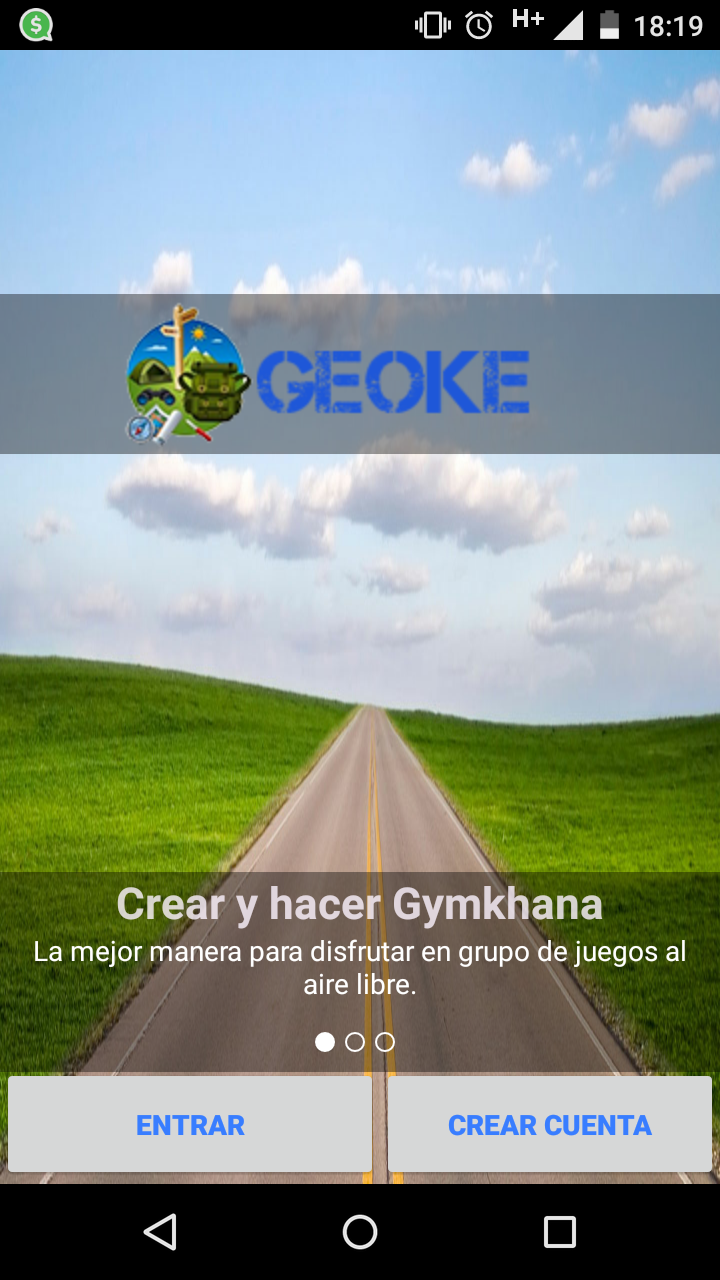 H+ 18:19
GEOKE
Crear y hacer Gymkhana
La mejor manera para disfrutar en grupo de juegos al
aire libre.
ENTRAR CREAR CUENTA